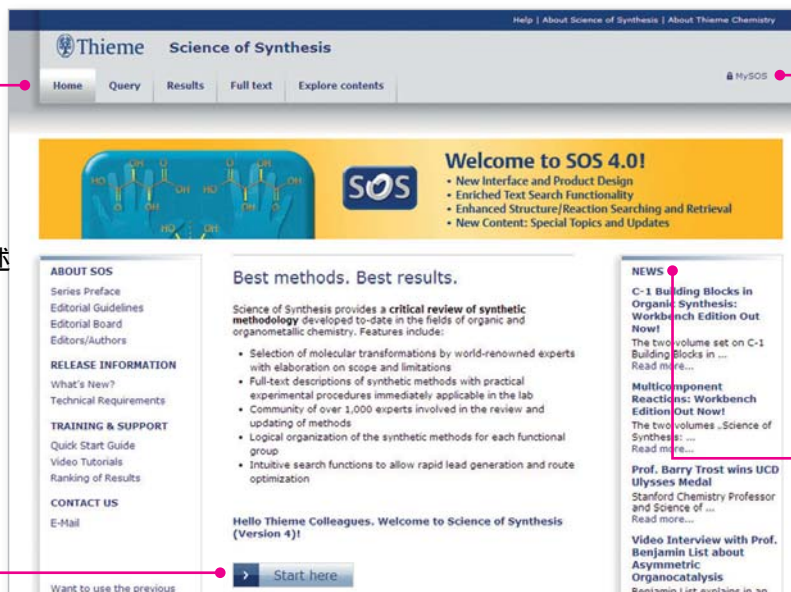 Help | About Science of Synthesis | About Thieme Chemistry
Thieme Science of Synthesis
Home Query Results Full text Explore contents
MySOS
SOS
Welcome to SOS 4.0!
• New Interface and Product Design
• Enriched Text Search Functionality
• Enhanced Structure/Reaction Searching and Retrieval
• New Content: Special Topics and Updates
HO OH OH O OH
述
ABOUT SOS
Series Preface
Editorial Guidelines
Editorial Board
Editors/Authors
RELEASE INFORMATION
What's New?
Technical Requirements
TRAINING & SUPPORT
Quick Start Guide
Video Tutorials
Ranking of Results
CONTACT US
E-Mail
Want to use the previous
Best methods. Best results.
Science of Synthesis provides a critical review of synthetic
methodology developed to-date in the fields of organic and
organometallic chemistry. Features include:
• Selection of molecular transformations by world-renowned experts
with elaboration on scope and limitations
• Full-text descriptions of synthetic methods with practical
experimental procedures immediately applicable in the lab
• Community of over 1,000 experts involved in the review and
updating of methods
• Logical organization of the synthetic methods for each functional
group
• Intuitive search functions to allow rapid lead generation and route
optimization
Hello Thieme Colleagues. Welcome to Science of Synthesis
(Version 4)!
Start here
NEWS
C-1 Building Blocks in
Organic Synthesis:
Workbench Edition Out
Now!
The two-volume set on C-1
Building Blocks in ...
Read more...
Multicomponent
Reactions: Workbench
Edition Out Now!
The two volumes „Science of
Synthesis: ...
Read more...
Prof. Barry Trost wins UCD
Ulysses Medal
Stanford Chemistry Professor
and Science of ...
Read more...
Video Interview with Prof.
Benjamin List about
Asymmetric
Organocatalysis
Benjamin List explains in an